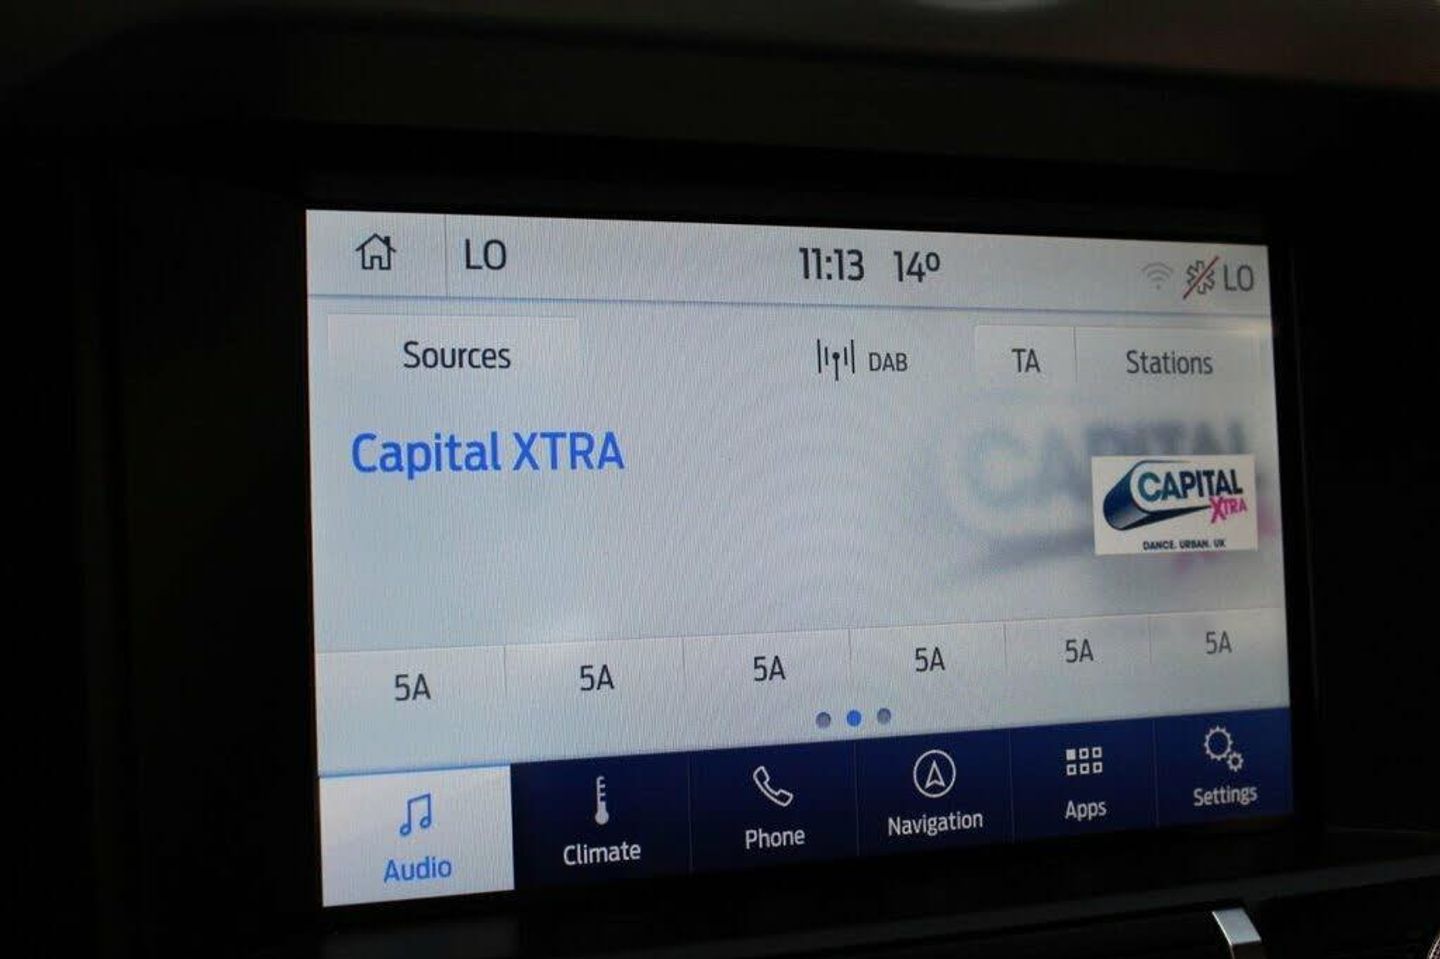 LO 11:13 14° LO
Sources DAB TA Stations
Capital XTRA
CAPITAL
XTRA
DANCE. URBAN. UK
5A 5A 5A 5A 5A 5A
Audio Climate Phone Navigation Apps Settings